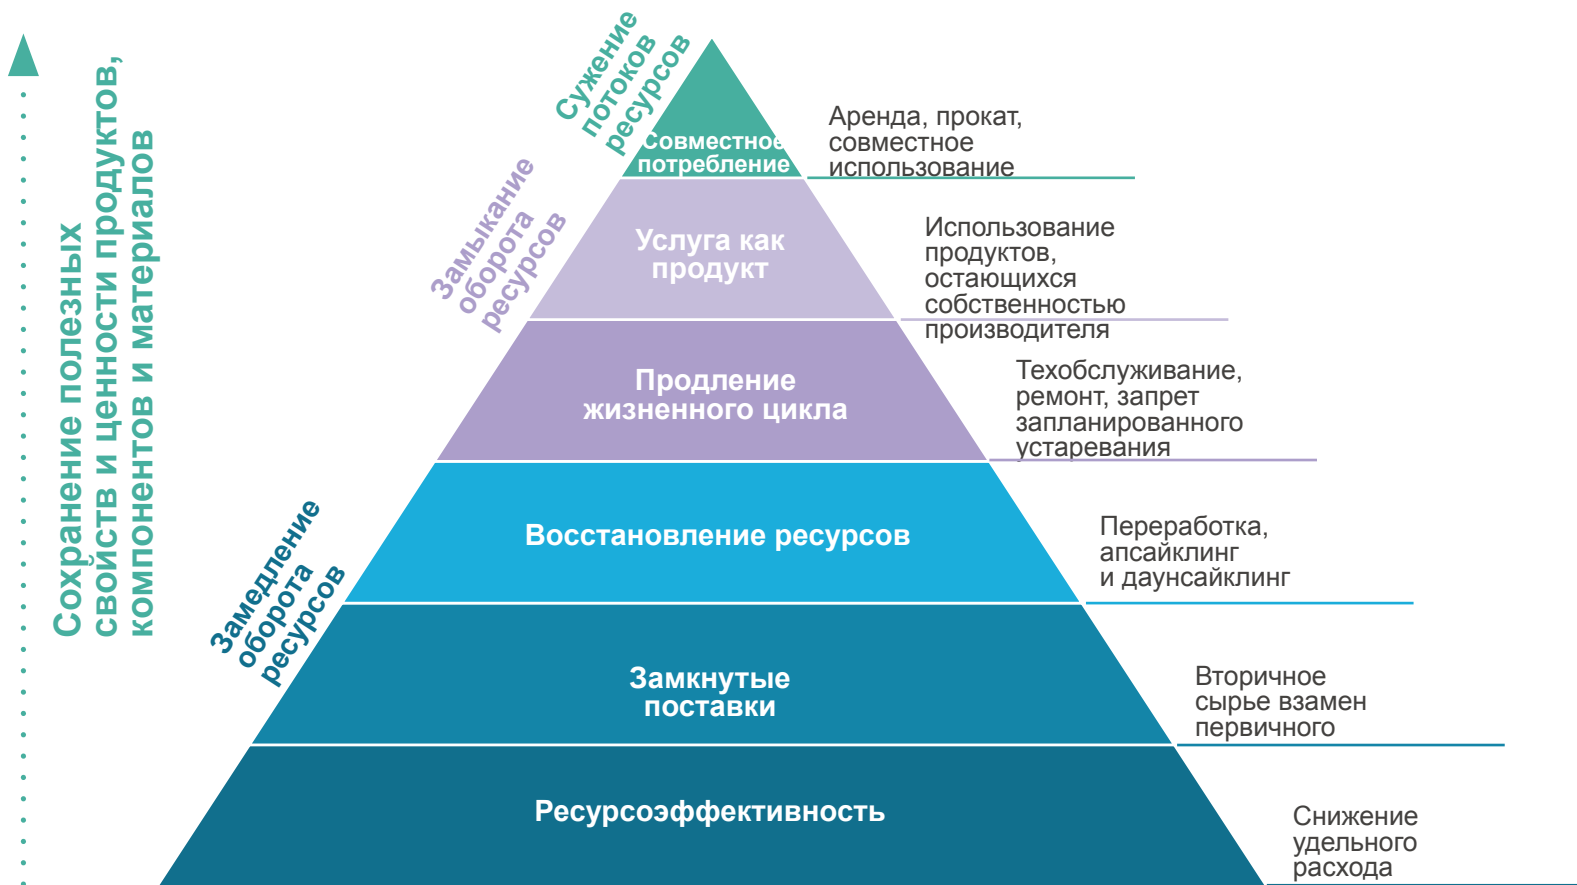 Сохранение полезных
свойств и ценности продуктов,
компонентов и материалов
Сужение
потоков
ресурсов
Совместное
потребление
Аренда, прокат,
совместное
использование
Замыкание
оборота
ресурсов
Услуга как
продукт
Использование
продуктов,
остающихся
собственностью
производителя
Продление
жизненного цикла
Техобслуживание,
ремонт, запрет
запланированного
устаревания
Замедление
оборота
ресурсов
Восстановление ресурсов
Переработка,
апсайклинг
и даунсайклинг
Замкнутые
поставки
Вторичное
сырье взамен
первичного
Ресурсоэффективность
Снижение
удельного
расхода